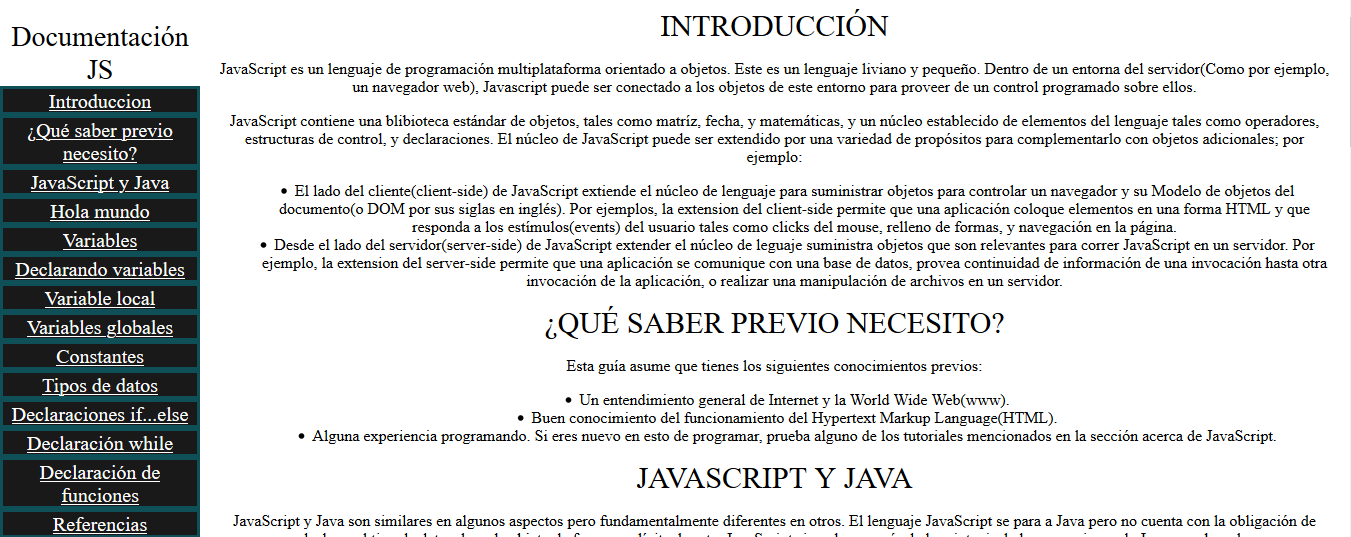 Documentación
JS
Introduccion
¿Qué saber previo
necesito?
JavaScript y Java
Hola mundo
Variables
Declarando variables
Variable local
Variables globales
Constantes
Tipos de datos
Declaraciones if...else
Declaración while
Declaración de
funciones
Referencias
INTRODUCCIÓN
JavaScript es un lenguaje de programación multiplataforma orientado a objetos. Este es un lenguaje liviano y pequeño. Dentro de un entorna del servidor(Como por ejemplo,
un navegador web), Javascript puede ser conectado a los objetos de este entorno para proveer de un control programado sobre ellos.
JavaScript contiene una blibioteca estándar de objetos, tales como matríz, fecha, y matemáticas, y un núcleo establecido de elementos del lenguaje tales como operadores,
estructuras de control, y declaraciones. El núcleo de JavaScript puede ser extendido por una variedad de propósitos para complementarlo con objetos adicionales; por
ejemplo:
• El lado del cliente(client-side) de JavaScript extiende el núcleo de lenguaje para suministrar objetos para controlar un navegador y su Modelo de objetos del
documento(o DOM por sus siglas en inglés). Por ejemplos, la extension del client-side permite que una aplicación coloque elementos en una forma HTML y que
responda a los estímulos(events) del usuario tales como clicks del mouse, relleno de formas, y navegación en la página.
• Desde el lado del servidor(server-side) de JavaScript extender el núcleo de leguaje suministra objetos que son relevantes para correr JavaScript en un servidor. Por
ejemplo, la extension del server-side permite que una aplicación se comunique con una base de datos, provea continuidad de información de una invocación hasta otra
invocación de la aplicación, o realizar una manipulación de archivos en un servidor.
¿QUÉ SABER PREVIO NECESITO?
Esta guía asume que tienes los siguientes conocimientos previos:
• Un entendimiento general de Internet y la World Wide Web(www).
• Buen conocimiento del funcionamiento del Hypertext Markup Language(HTML).
• Alguna experiencia programando. Si eres nuevo en esto de programar, prueba alguno de los tutoriales mencionados en la sección acerca de JavaScript.
JAVASCRIPT Y JAVA
JavaScript y Java son similares en algunos aspectos pero fundamentalmente diferentes en otros. El lenguaje JavaScript se para a Java pero no cuenta con la obligación de